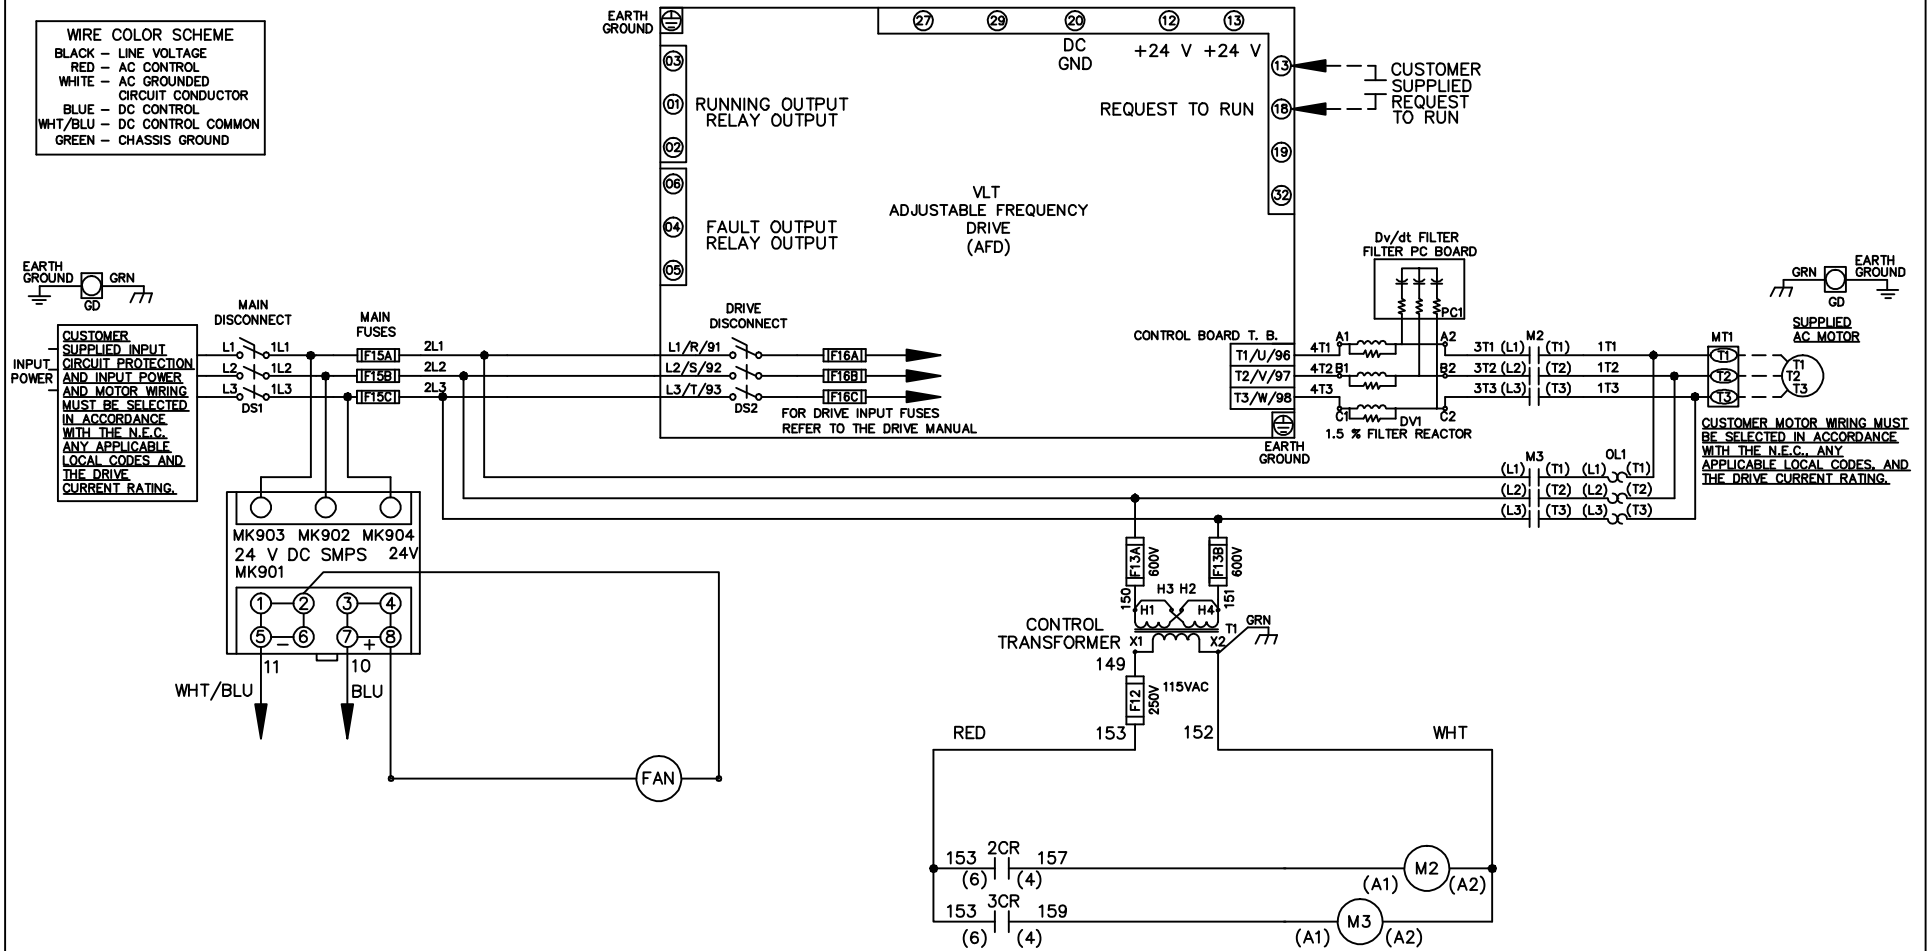 WIRE COLOR SCHEME
BLACK – LINE VOLTAGE
RED – AC CONTROL
WHITE – AC GROUNDED
CIRCUIT CONDUCTOR
BLUE – DC CONTROL
WHT/BLU – DC CONTROL COMMON
GREEN – CHASSIS GROUND
EARTH
GROUND
27 29 20 12 13
DC
GND
+24 V +24 V
03
01
02
RUNNING OUTPUT
RELAY OUTPUT
06
04
05
FAULT OUTPUT
RELAY OUTPUT
13
18
19
32
REQUEST TO RUN
CUSTOMER
SUPPLIED
REQUEST
TO RUN
VLT
ADJUSTABLE FREQUENCY
DRIVE
(AFD)
EARTH
GROUND
GRN
GD
INPUT
POWER
CUSTOMER
SUPPLIED INPUT
CIRCUIT PROTECTION
AND INPUT POWER
AND MOTOR WIRING
MUST BE SELECTED
IN ACCORDANCE
WITH THE N.E.C.
ANY APPLICABLE
LOCAL CODES AND
THE DRIVE
CURRENT RATING.
MAIN
DISCONNECT
L1 1L1
L2 1L2
L3 1L3
DS1
MAIN
FUSES
F15A 2L1
F15B 2L2
F15C 2L3
DRIVE
DISCONNECT
L1/R/91
L2/S/92
L3/T/93
DS2
F16A
F16B
F16C
FOR DRIVE INPUT FUSES
REFER TO THE DRIVE MANUAL
CONTROL BOARD T. B.
T1/U/96 4T1
T2/V/97 4T2
T3/W/98 4T3
EARTH
GROUND
Dv/dt FILTER
FILTER PC BOARD
PC1
A1 A2
B1 B2
C1 C2
DV1
1.5 % FILTER REACTOR
M2
3T1 (L1) (T1) 1T1
3T2 (L2) (T2) 1T2
3T3 (L3) (T3) 1T3
MT1
T1
T2
T3
T1
T2
T3
GRN
GD
EARTH
GROUND
SUPPLIED
AC MOTOR
CUSTOMER MOTOR WIRING MUST
BE SELECTED IN ACCORDANCE
WITH THE N.E.C., ANY
APPLICABLE LOCAL CODES, AND
THE DRIVE CURRENT RATING.
M3 OL1
(L1) (T1) (L1) (T1)
(L2) (T2) (L2) (T2)
(L3) (T3) (L3) (T3)
MK903 MK902 MK904
24 V DC SMPS 24V
MK901
1 2 3 4
5 – 6 7 + 8
11 10
WHT/BLU BLU
FAN
F13A 600V
F13B 600V
150 151
H3 H2
H1 H4
CONTROL
TRANSFORMER
X1 X2
T1
GRN
149
F12 250V
115VAC
153 152
RED WHT
153 2CR 157
(6) (4)
M2
(A1) (A2)
153 3CR 159
(6) (4)
M3
(A1) (A2)